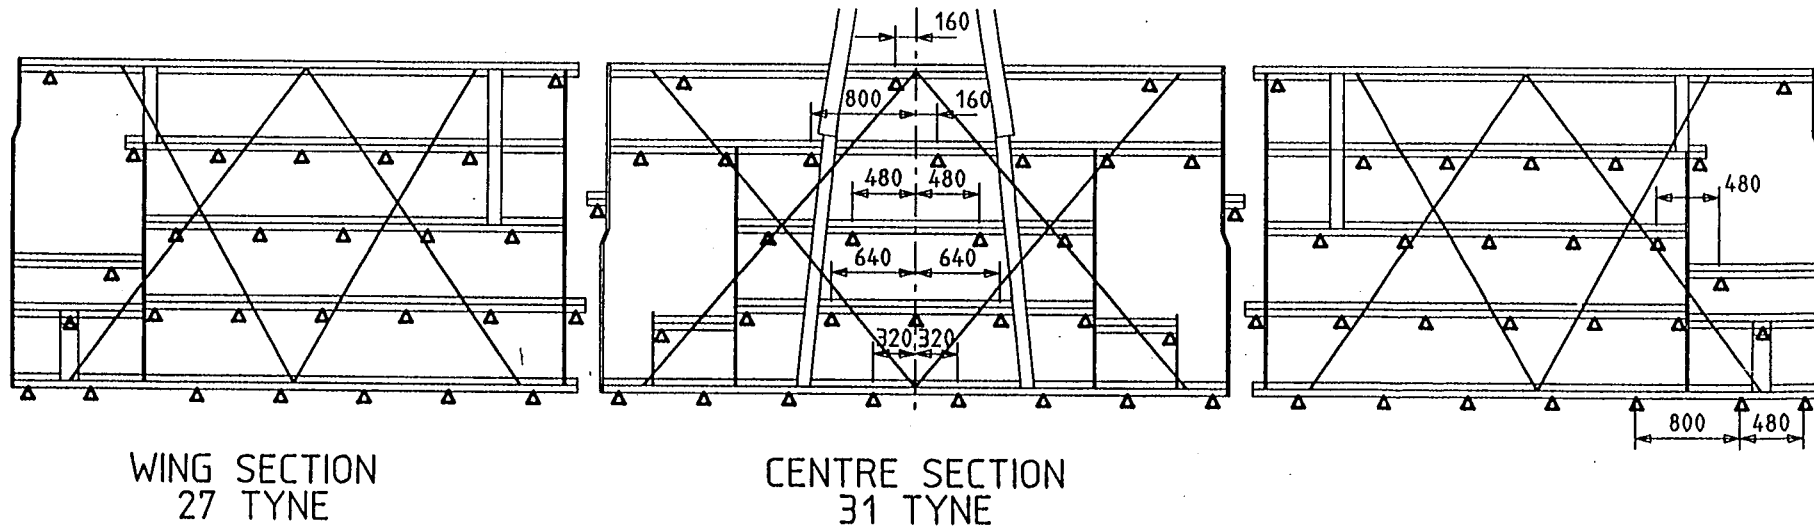 160
800 160
480 480
480
640 640
320 320
800 480
WING SECTION
27 TYNE
CENTRE SECTION
31 TYNE